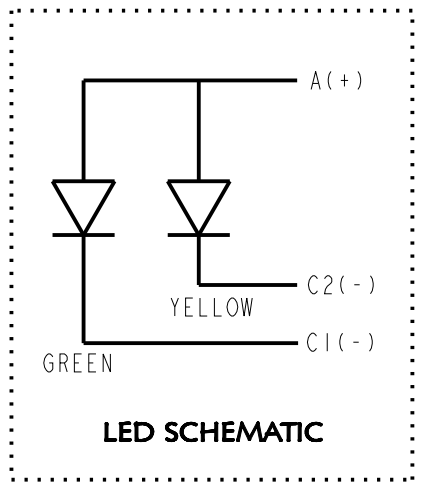 A(+)
C2(-)
YELLOW
C1(-)
GREEN
LED SCHEMATIC